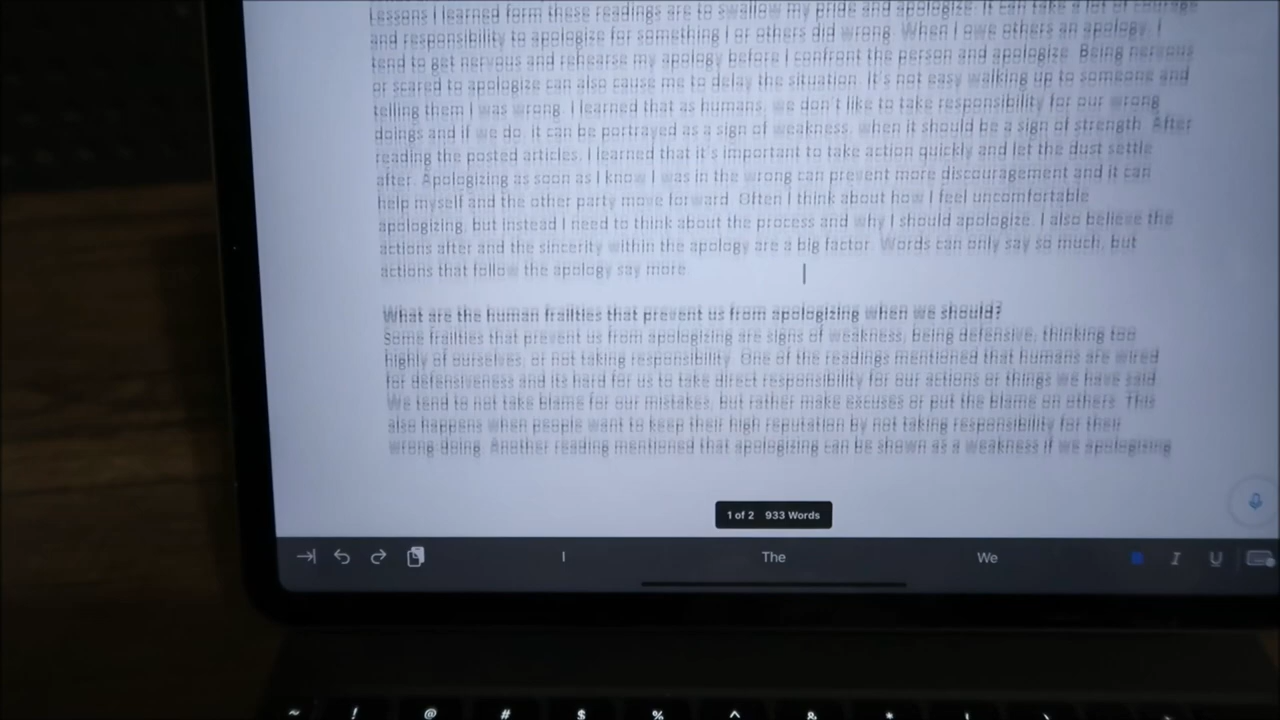 Lessons I learned form these readings are to swallow my pride and apologize. It can take a lot of courage
and responsibility to apologize for something I or others did wrong. When I owe others an apology, I
tend to get nervous and rehearse my apology before I confront the person and apologize. Being nervous
or scared to apologize can also cause me to delay the situation. It's not easy walking up to someone and
telling them I was wrong. I learned that as humans, we don't like to take responsibility for our wrong
doings and if we do, it can be portrayed as a sign of weakness, when it should be a sign of strength. After
reading the posted articles, I learned that it's important to take action quickly and let the dust settle
after. Apologizing as soon as I know I was in the wrong can prevent more discouragement and it can
help myself and the other party move forward. Often I think about how I feel uncomfortable
apologizing, but instead I need to think about the process and why I should apologize. I also believe the
actions after and the sincerity within the apology are a big factor. Words can only say so much, but
actions that follow the apology say more.
What are the human frailties that prevent us from apologizing when we should?
Some frailties that prevent us from apologizing are signs of weakness, being defensive, thinking too
highly of ourselves, or not taking responsibility. One of the readings mentioned that humans are wired
for defensiveness and its hard for us to take direct responsibility for our actions or things we have said.
We tend to not take blame for our mistakes, but rather make excuses or put the blame on others. This
also happens when people want to keep their high reputation by not taking responsibility for their
wrong-doing. Another reading mentioned that apologizing can be shown as a weakness if we apologizing
1 of 2 933 Words
I The We I U
~ ! @ # $ % ^ & * )